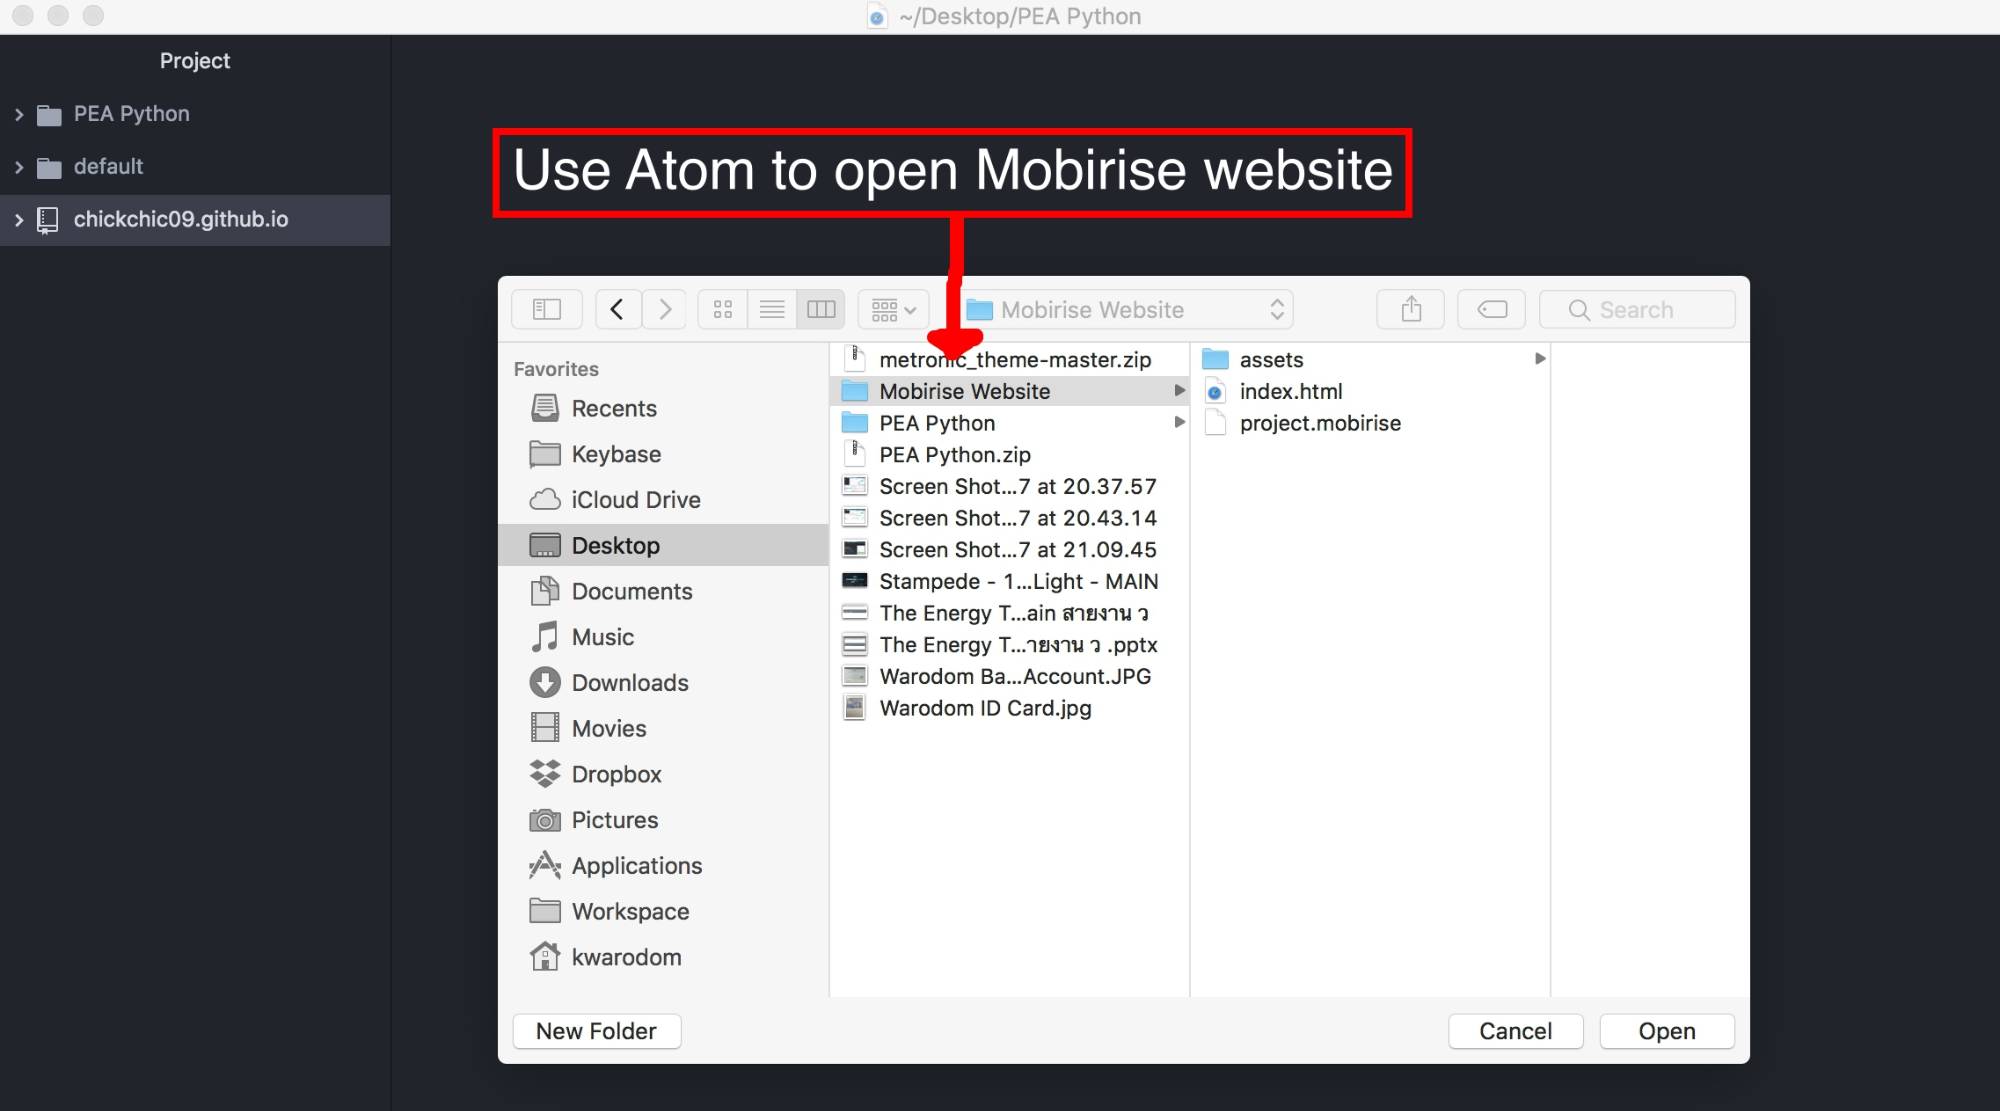 ~/Desktop/PEA Python
Project
PEA Python
default
chickchic09.github.io
Use Atom to open Mobirise website
Mobirise Website
Search
Favorites
Recents
Keybase
iCloud Drive
Desktop
Documents
Music
Downloads
Movies
Dropbox
Pictures
Applications
Workspace
kwarodom
metronic_theme-master.zip
Mobirise Website
PEA Python
PEA Python.zip
Screen Shot...7 at 20.37.57
Screen Shot...7 at 20.43.14
Screen Shot...7 at 21.09.45
Stampede - 1...Light - MAIN
The Energy T...ain สายงาน ว
The Energy T...ายงาน ว .pptx
Warodom Ba...Account.JPG
Warodom ID Card.jpg
assets
index.html
project.mobirise
New Folder
Cancel
Open